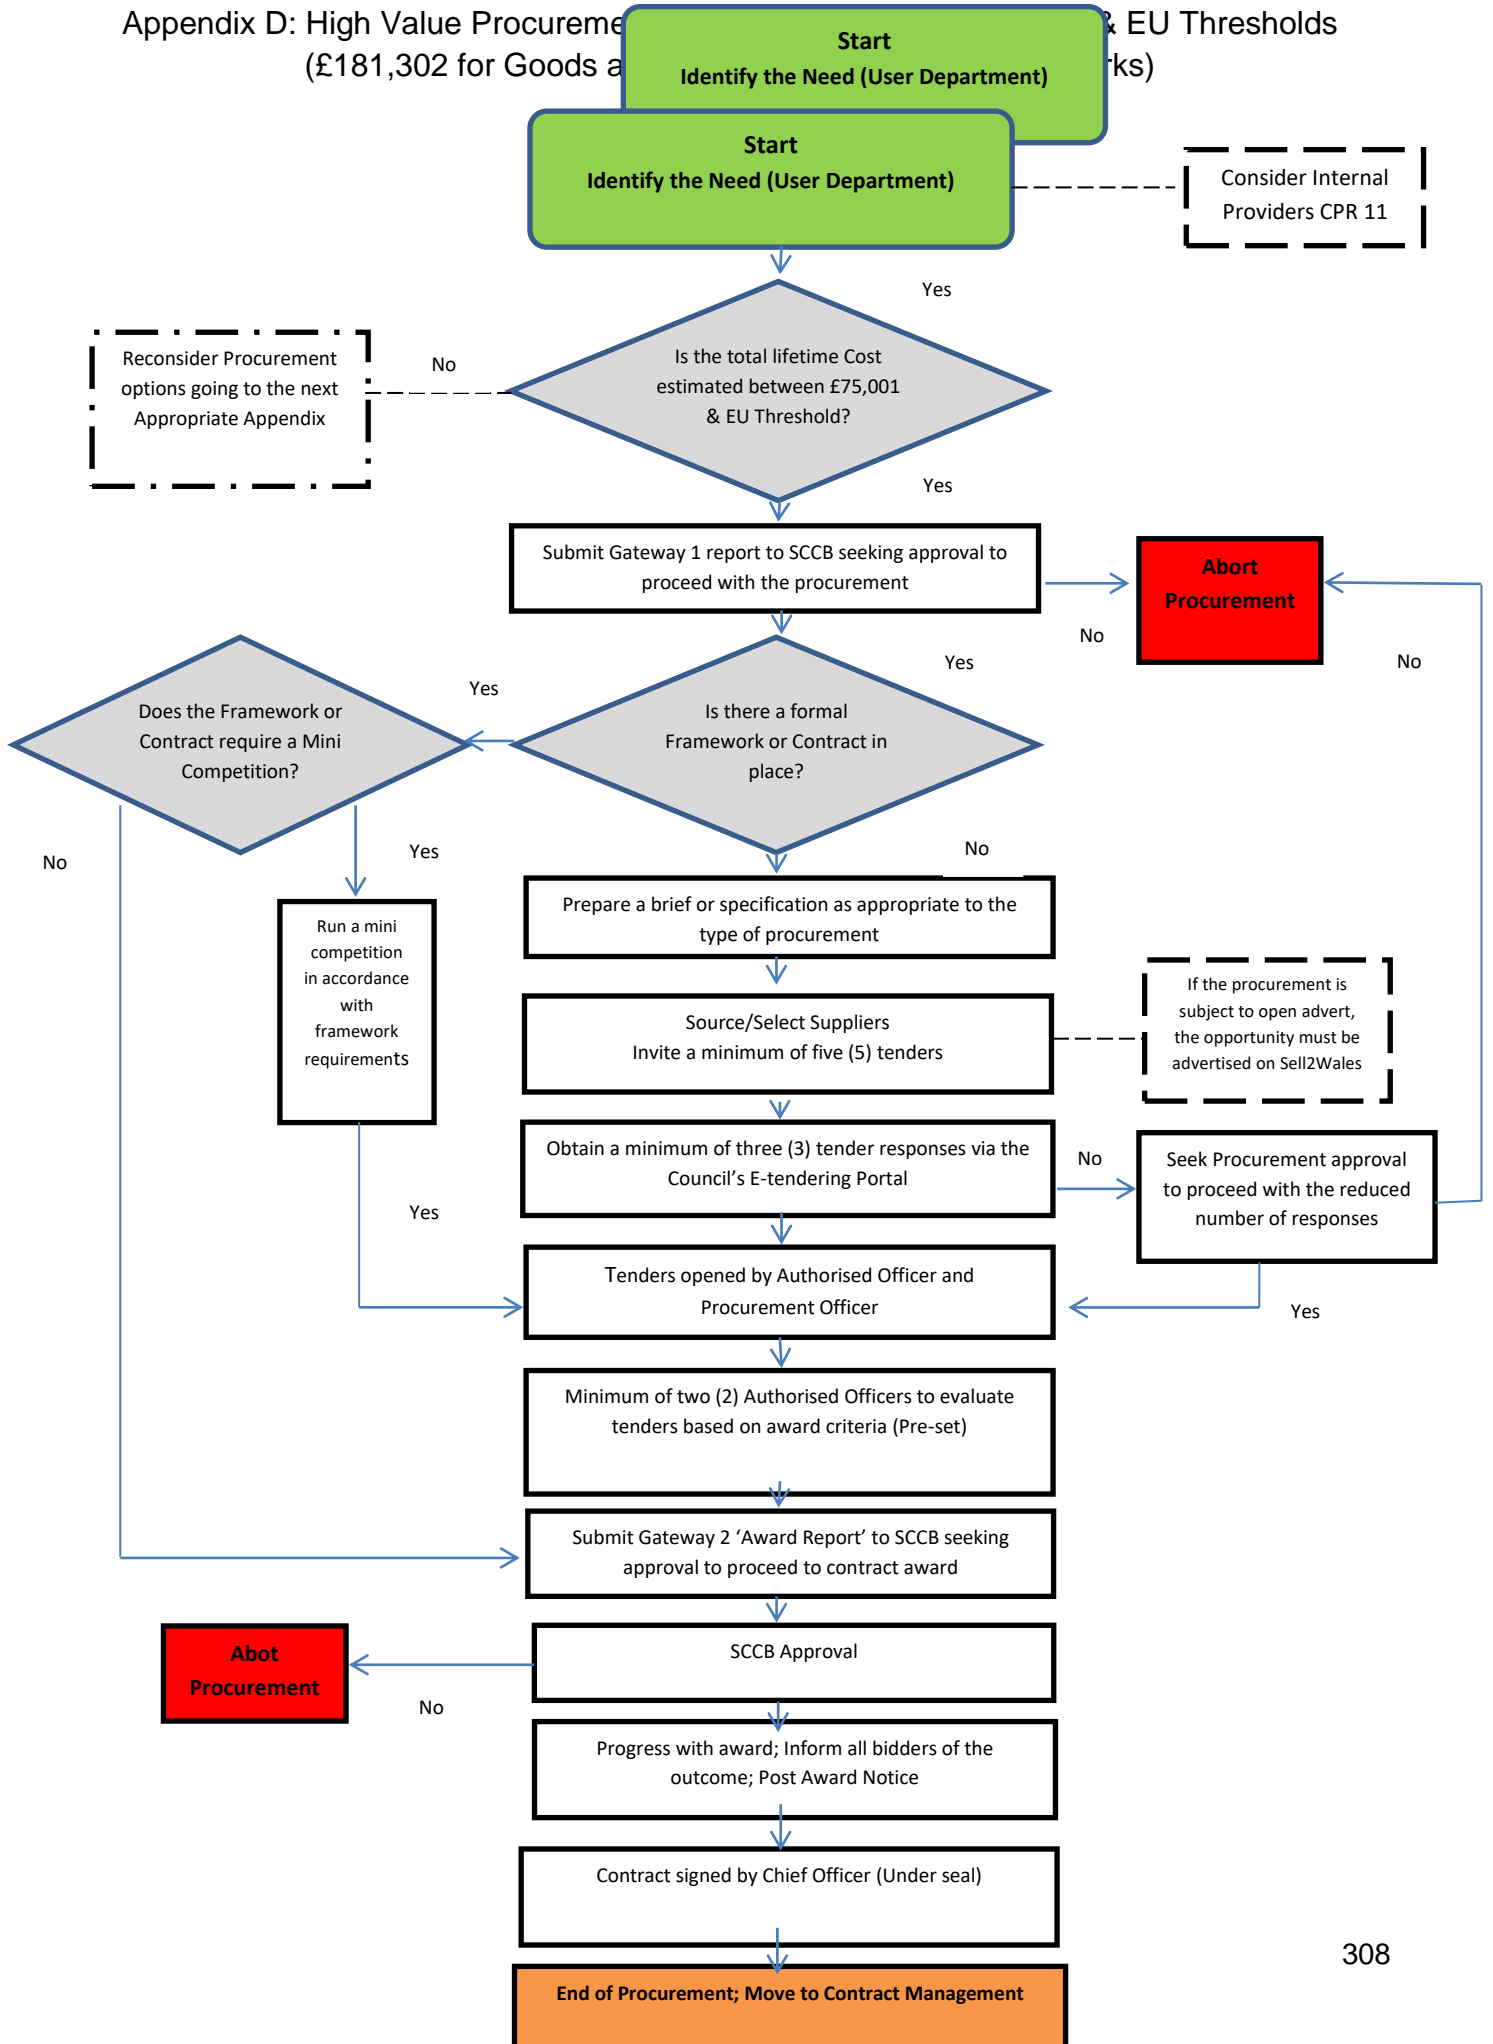 Appendix D: High Value Procureme & EU Thresholds
(£181,302 for Goods a rks)
Start
Identify the Need (User Department)
Start
Identify the Need (User Department)
Consider Internal
Providers CPR 11
Yes
Is the total lifetime Cost
estimated between £75,001
& EU Threshold?
No
Reconsider Procurement
options going to the next
Appropriate Appendix
Yes
Submit Gateway 1 report to SCCB seeking approval to
proceed with the procurement
Abort
Procurement
No
No
Yes
Yes
Does the Framework or
Contract require a Mini
Competition?
Is there a formal
Framework or Contract in
place?
No
Yes
No
Run a mini
competition
in accordance
with
framework
requirements
Prepare a brief or specification as appropriate to the
type of procurement
Source/Select Suppliers
Invite a minimum of five (5) tenders
If the procurement is
subject to open advert,
the opportunity must be
advertised on Sell2Wales
Obtain a minimum of three (3) tender responses via the
Council’s E-tendering Portal
No
Seek Procurement approval
to proceed with the reduced
number of responses
Yes
Tenders opened by Authorised Officer and
Procurement Officer
Yes
Minimum of two (2) Authorised Officers to evaluate
tenders based on award criteria (Pre-set)
Submit Gateway 2 ‘Award Report’ to SCCB seeking
approval to proceed to contract award
SCCB Approval
Abot
Procurement
No
Progress with award; Inform all bidders of the
outcome; Post Award Notice
Contract signed by Chief Officer (Under seal)
308
End of Procurement; Move to Contract Management